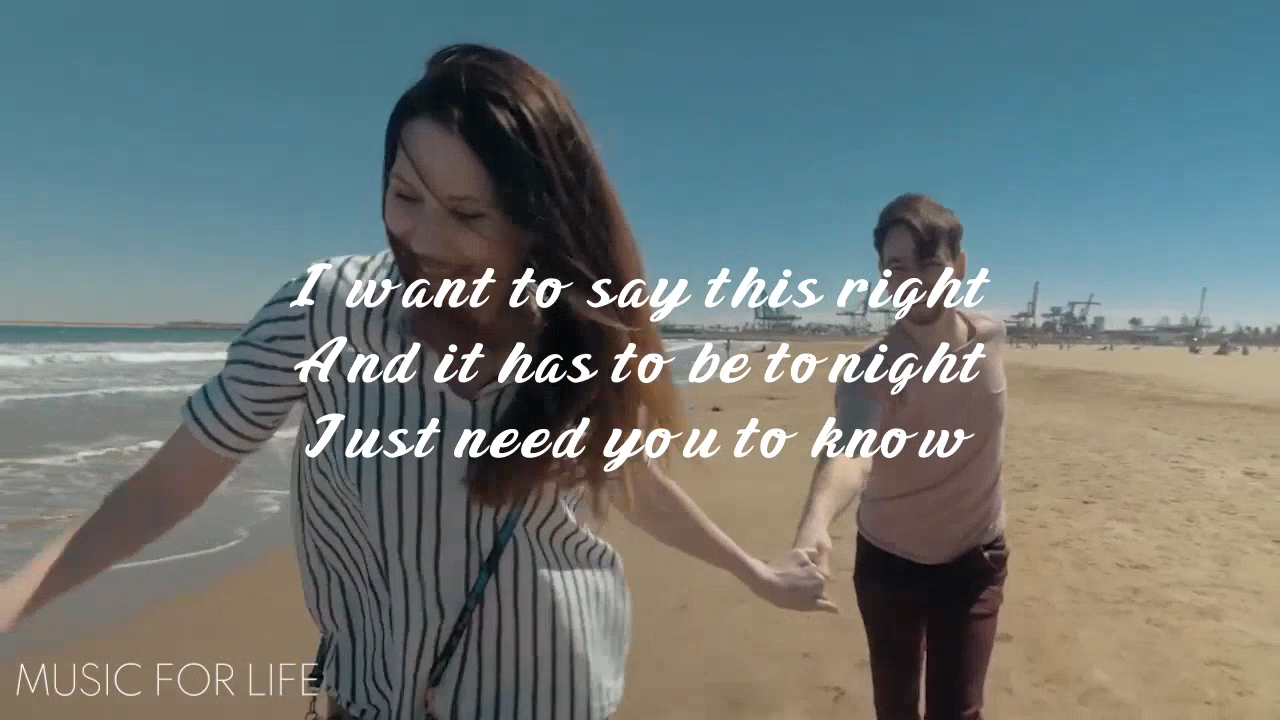 I want to say this right
And it has to be tonight
Just need you to know
MUSIC FOR LIFE